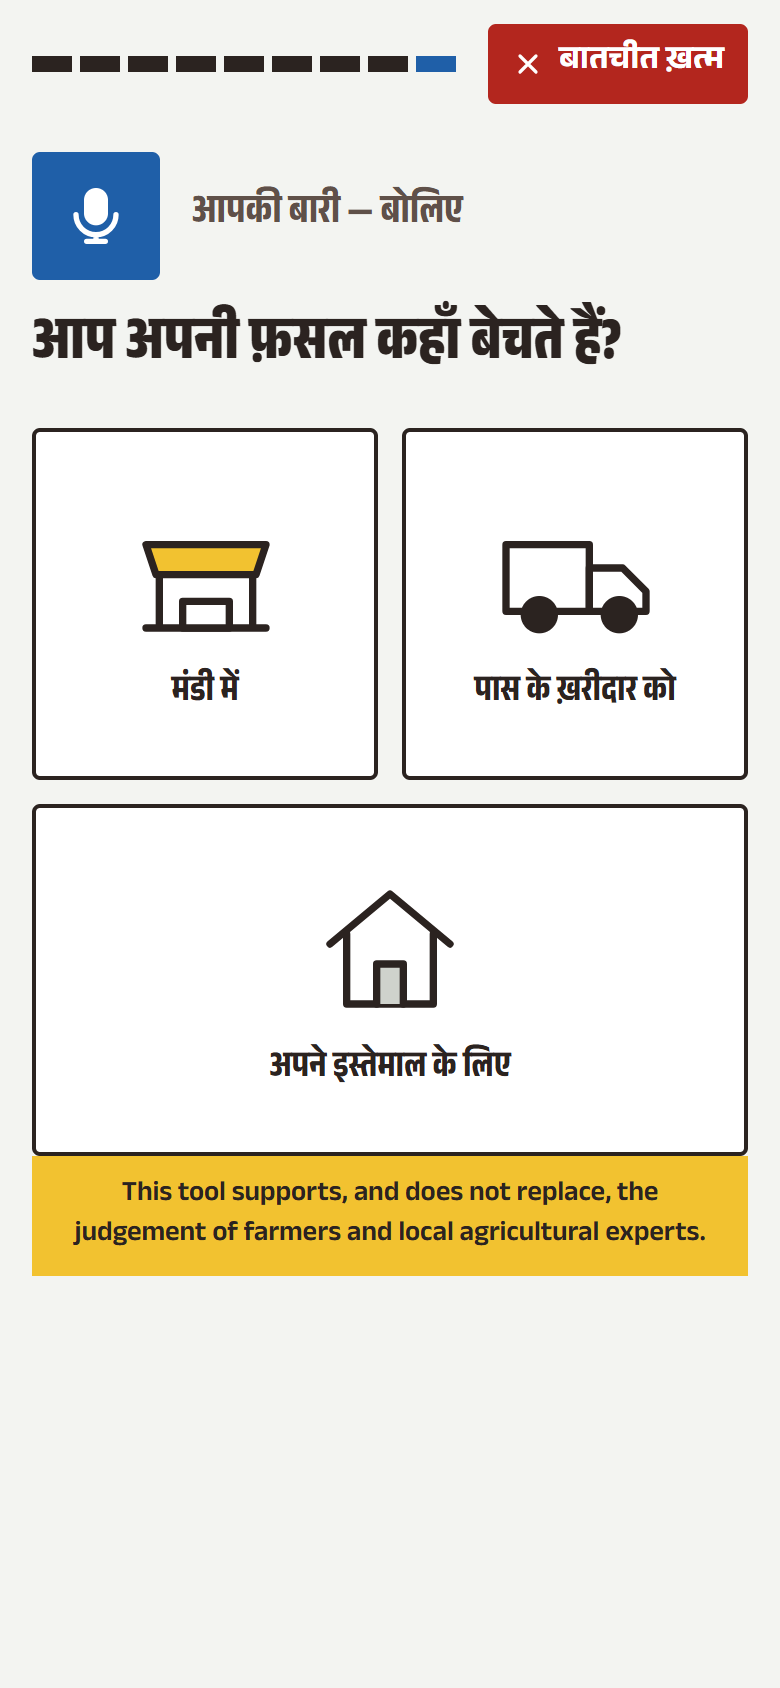 बातचीत ख़त्म
आपकी बारी – बोलिए
आप अपनी फ़सल कहाँ बेचते हैं?
मंडी में
पास के ख़रीदार को
अपने इस्तेमाल के लिए
This tool supports, and does not replace, the
judgement of farmers and local agricultural experts.